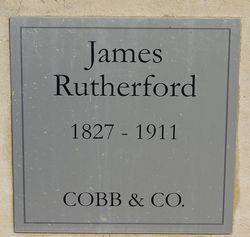 James
Rutherford
1827 - 1911
COBB & CO.